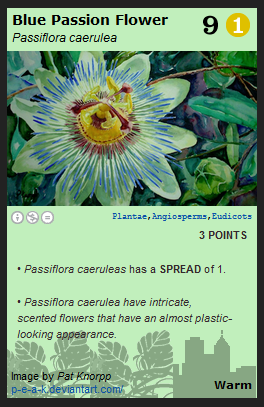 Blue Passion Flower
9 1
Passiflora caerulea
Plantae, Angiosperms, Eudicots
3 POINTS
• Passiflora caeruleas has a SPREAD of 1.
• Passiflora caerulea have intricate,
scented flowers that have an almost plastic-
looking appearance.
Image by Pat Knorpp
p-e-a-k.deviantart.com/
Warm